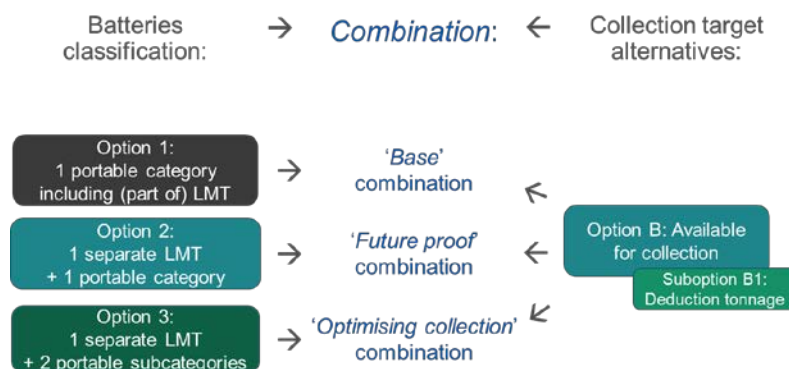 Batteries
classification:
→ Combination: ←
Collection target
alternatives:
Option 1:
1 portable category
including (part of) LMT
→
‘Base’
combination
Option 2:
1 separate LMT
+ 1 portable category
→
‘Future proof’
combination
←
Option B: Available
for collection
Suboption B1:
Deduction tonnage
Option 3:
1 separate LMT
+ 2 portable subcategories
→
‘Optimising collection’
combination